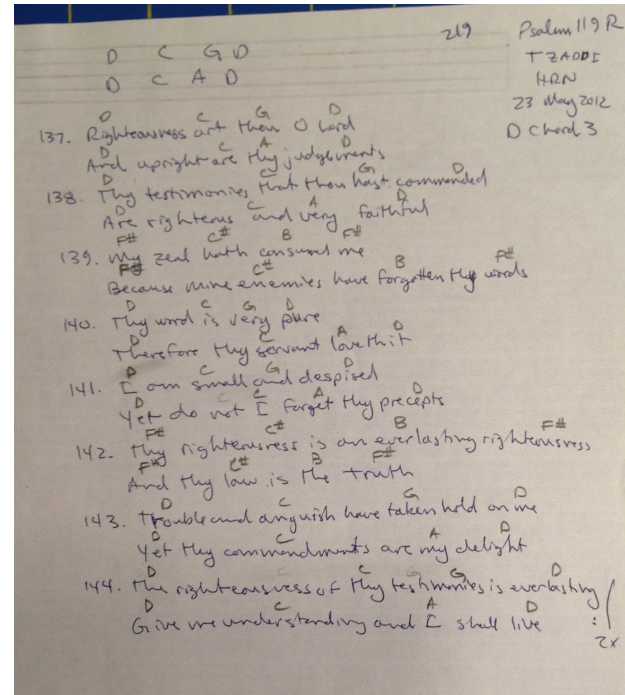 219
Psalm 119 R
TZADDI
HRN
23 May 2012
D Chord 3
D C G D
D C A D
D C G D
137. Righteousness art thou O Lord
D C A D
And upright are thy judgements
D C G D
138. Thy testimonies that thou hast commended
D C A D
Are righteous and very faithful
F# C# B F#
139. My zeal hath consumed me
F# C# B F#
Because mine enemies have forgotten thy words
D C G D
140. Thy word is very pure
D C A D
Therefore thy servant loveth it
D C G D
141. I am small and despised
D C A D
Yet do not I forget thy precepts
F# C# B F#
142. Thy righteousness is an everlasting righteousness
F# C# B F#
And thy law is the truth
D C G D
143. Trouble and anguish have taken hold on me
D C A D
Yet thy commendments are my delight
D C G D
144. The righteousness of thy testimonies is everlasting
D C A D
Give me understanding and I shall live :
2x